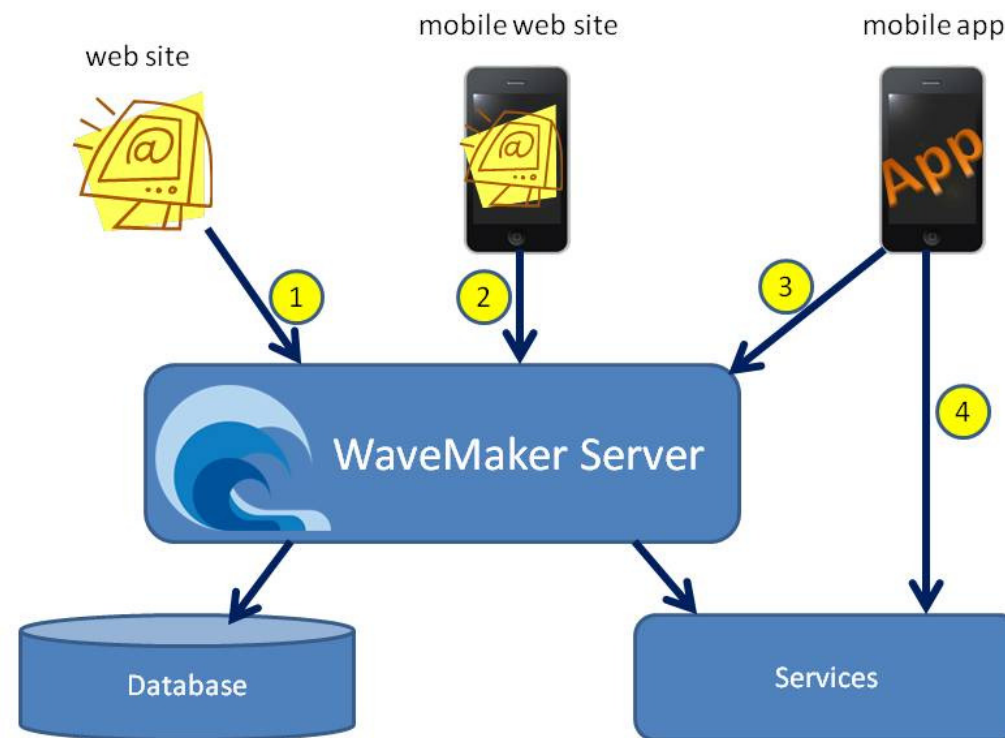 web site
mobile web site
mobile app
@
@
App
1
2
3
4
WaveMaker Server
Database
Services